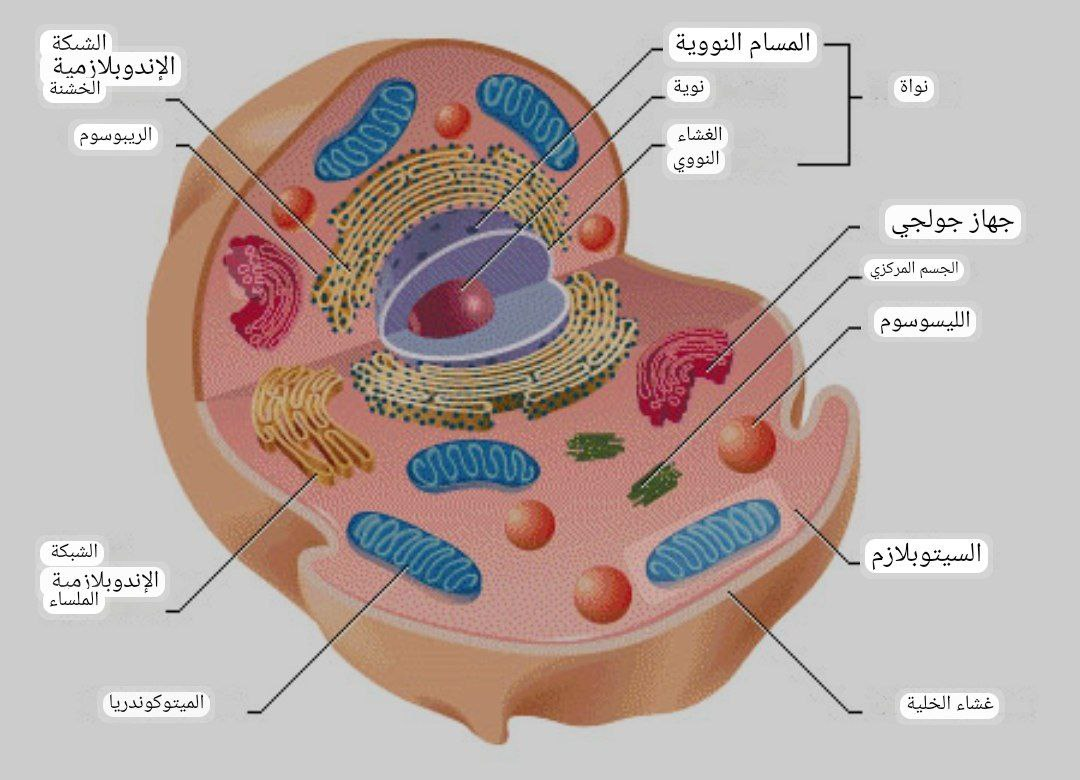 الشبكة
الإندوبلازمية
الخشنة
الريبوسوم
المسام النووية
نوية
الغشاء
النووي
نواة
جهاز جولجي
الجسم المركزي
الليسوسوم
الشبكة
الإندوبلازمية
الملساء
السيتوبلازم
الميتوكوندريا
غشاء الخلية